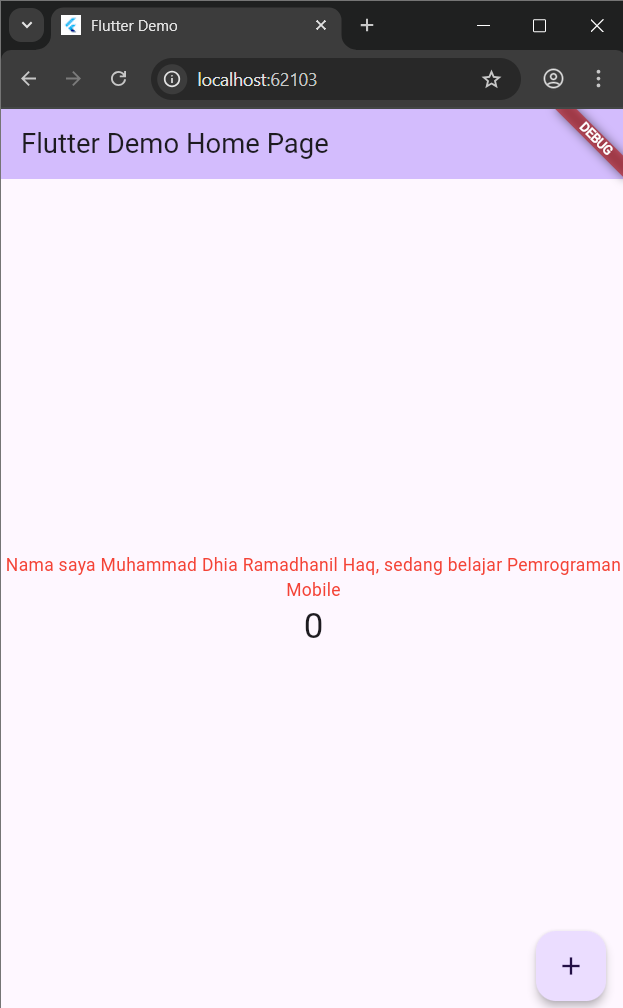 Flutter Demo
localhost:62103
Flutter Demo Home Page
DEBUG
Nama saya Muhammad Dhia Ramadhanil Haq, sedang belajar Pemrograman
Mobile
0